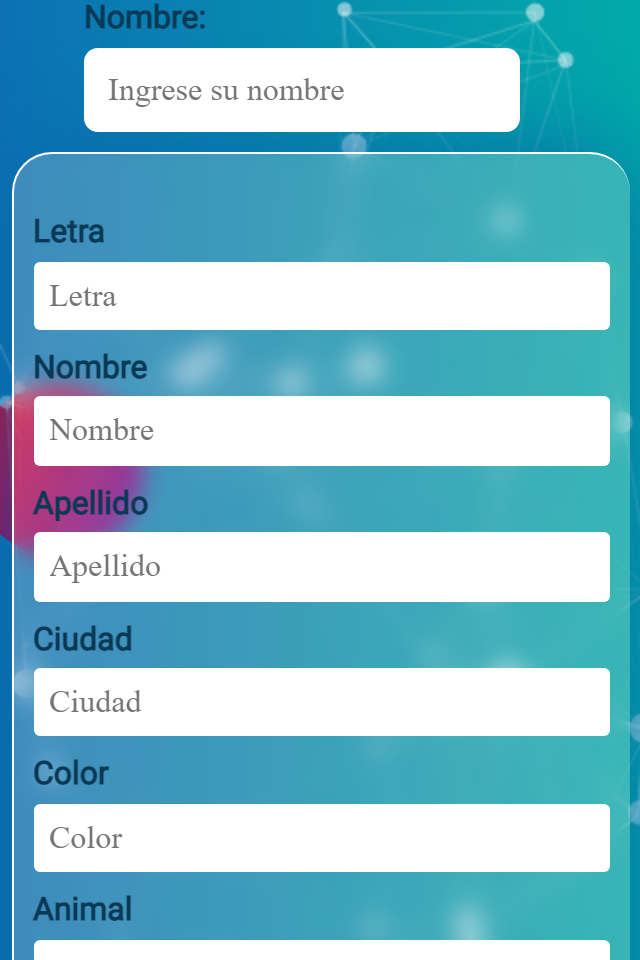 Nombre:
Ingrese su nombre
Letra
Letra
Nombre
Nombre
Apellido
Apellido
Ciudad
Ciudad
Color
Color
Animal